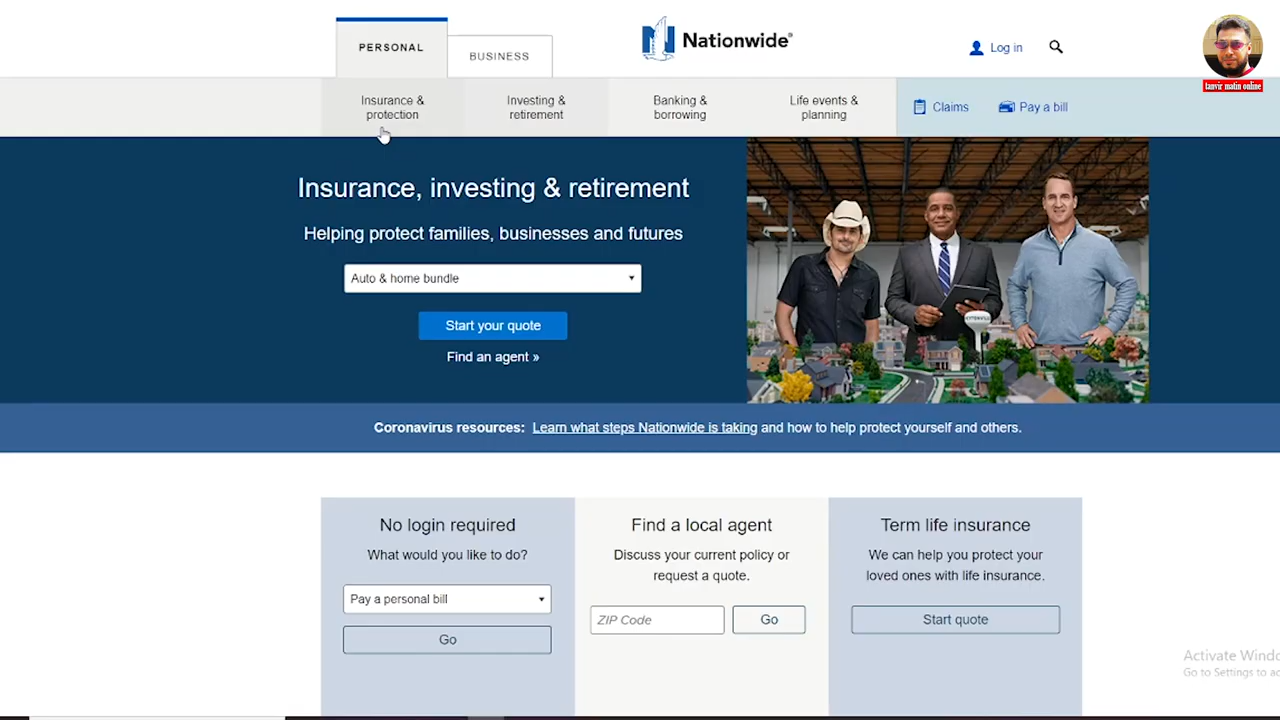 PERSONAL
BUSINESS
Nationwide®
Log in
tanvir matin online
Insurance &
protection
Investing &
retirement
Banking &
borrowing
Life events &
planning
Claims
Pay a bill
Insurance, investing & retirement
Helping protect families, businesses and futures
Auto & home bundle
Start your quote
Find an agent »
Coronavirus resources: Learn what steps Nationwide is taking and how to help protect yourself and others.
No login required
What would you like to do?
Pay a personal bill
Go
Find a local agent
Discuss your current policy or
request a quote.
ZIP Code
Go
Term life insurance
We can help you protect your
loved ones with life insurance.
Start quote
Activate Windo
Go to Settings to ac